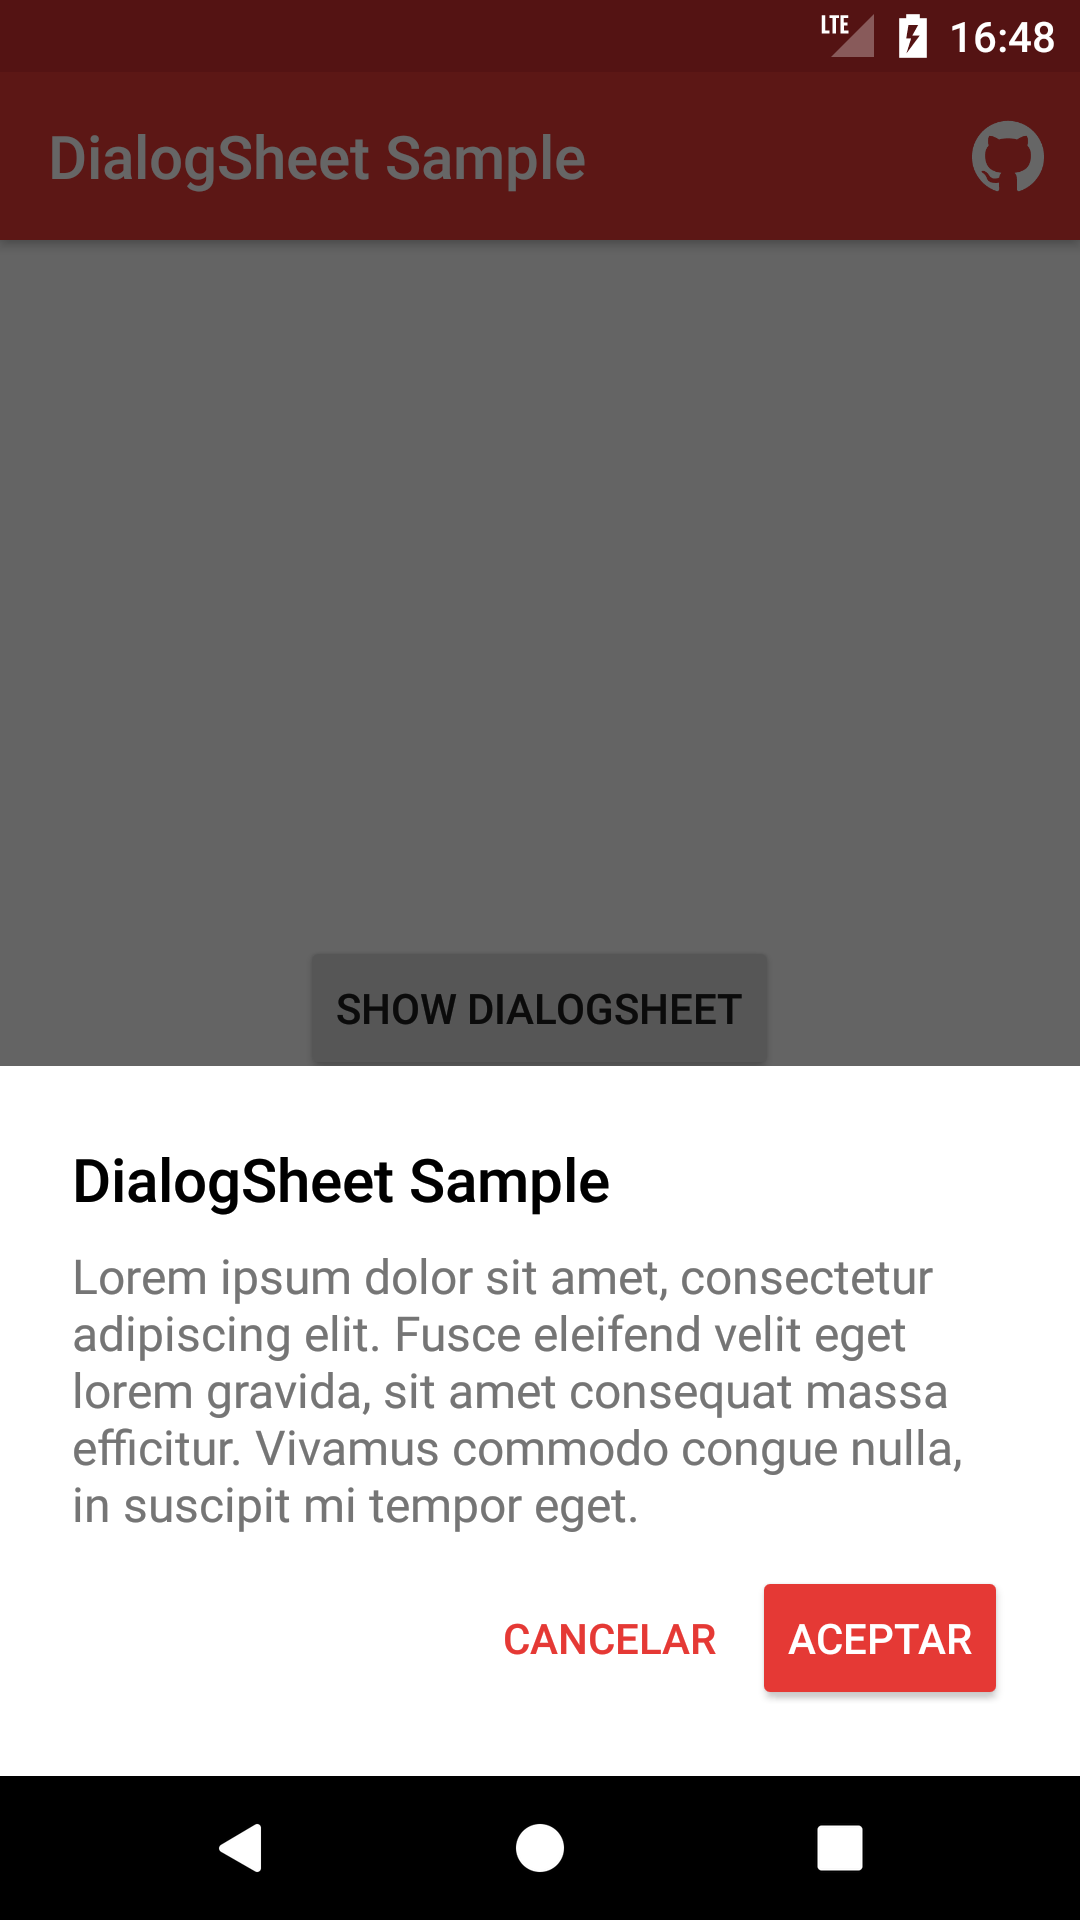 LTE 16:48
DialogSheet Sample
SHOW DIALOGSHEET
DialogSheet Sample
Lorem ipsum dolor sit amet, consectetur
adipiscing elit. Fusce eleifend velit eget
lorem gravida, sit amet consequat massa
efficitur. Vivamus commodo congue nulla,
in suscipit mi tempor eget.
CANCELAR ACEPTAR